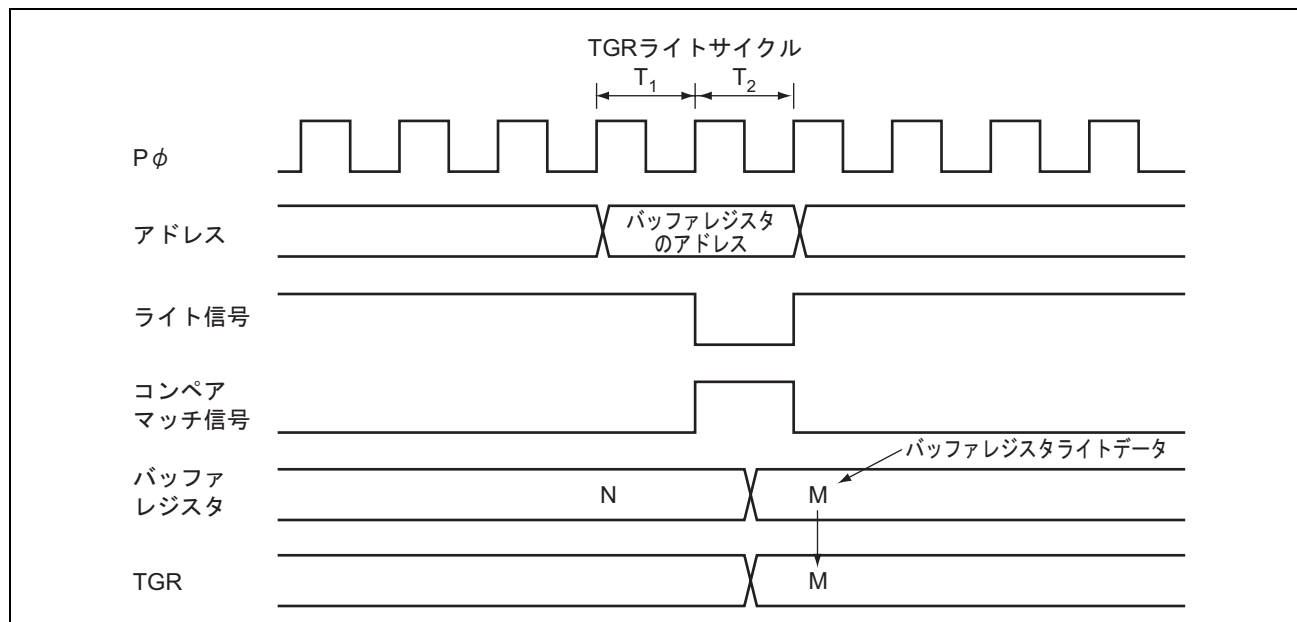 TGRライトサイクル
T1 T2
Pφ
アドレス
バッファレジスタ
のアドレス
ライト信号
コンペア
マッチ信号
バッファレジスタライトデータ
バッファ
レジスタ
N M
TGR M